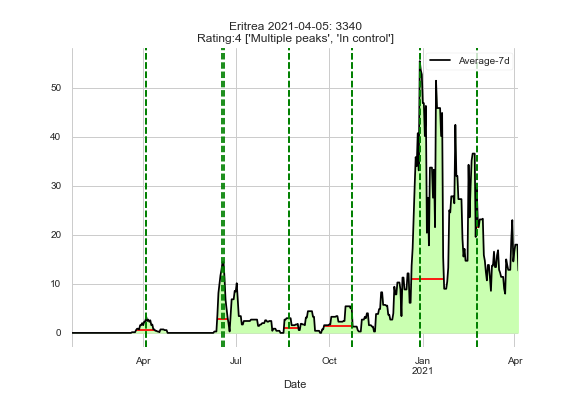 Eritrea 2021-04-05: 3340
Rating:4 ['Multiple peaks', 'In control']
Average-7d
50
40
30
20
10
0
Apr
Jul
Oct
Jan
2021
Apr
Date